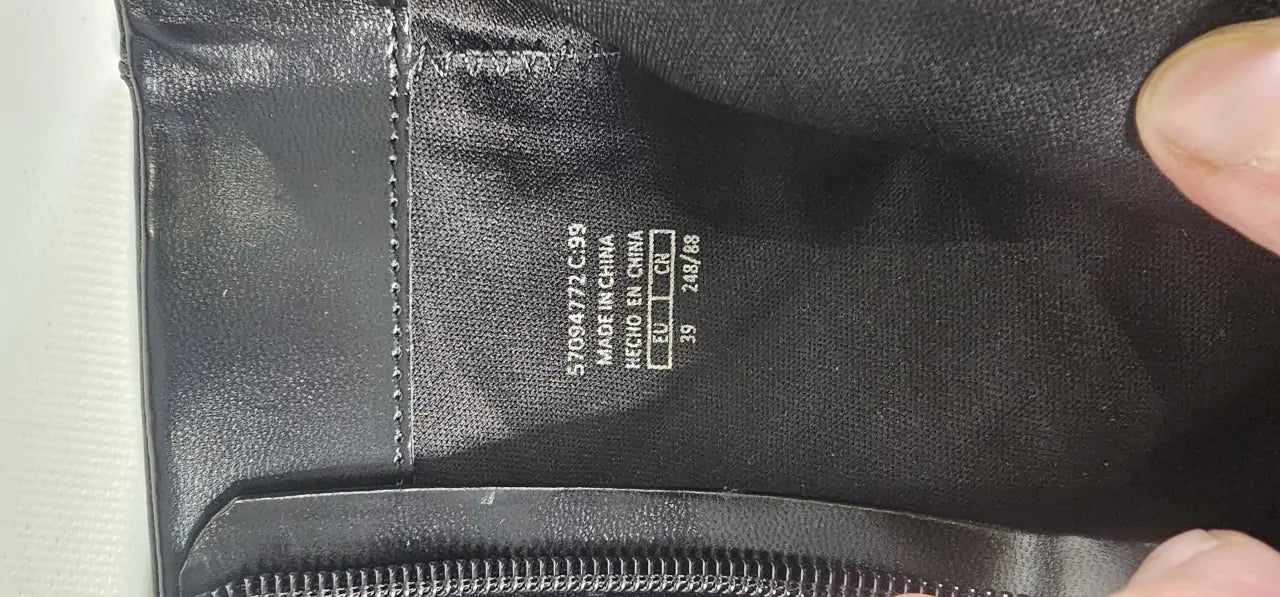 57094772 C:99
MADE IN CHINA
HECHO EN CHINA
EU CN
39 248/88